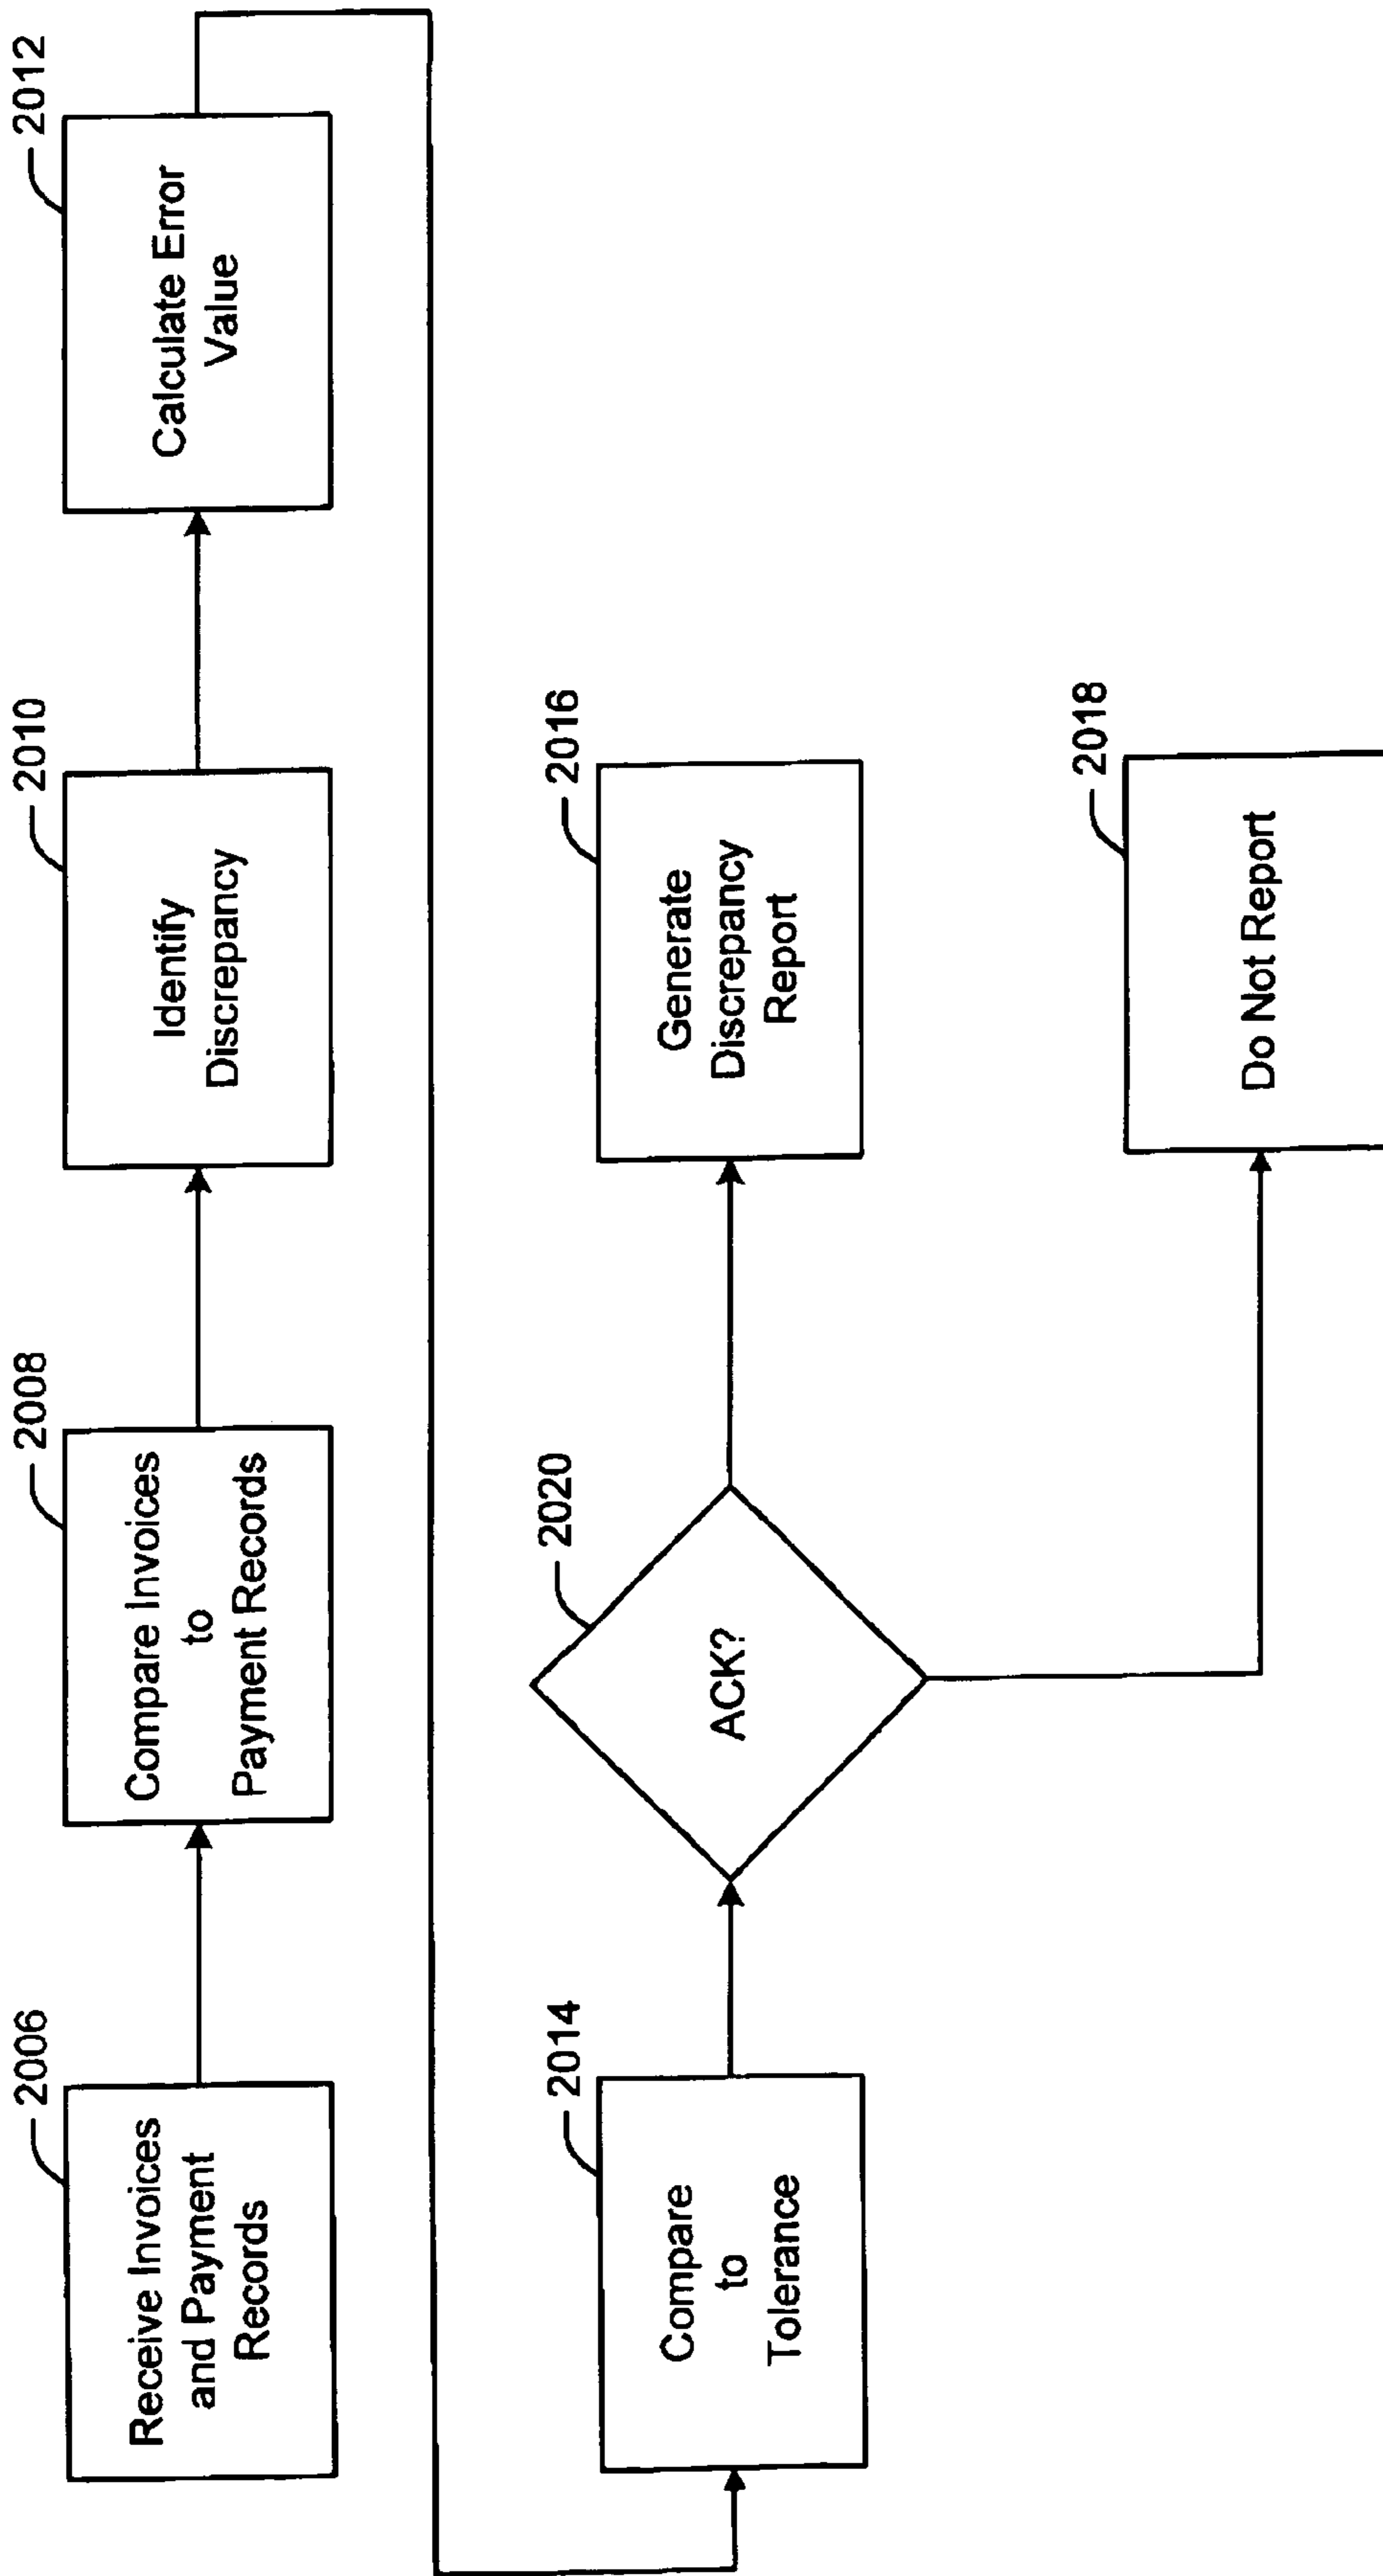 2006
Receive Invoices
and Payment
Records
2008
Compare Invoices
to
Payment Records
2010
Identify
Discrepancy
2012
Calculate Error
Value
2014
Compare
to
Tolerance
2020
ACK?
2016
Generate
Discrepancy
Report
2018
Do Not Report